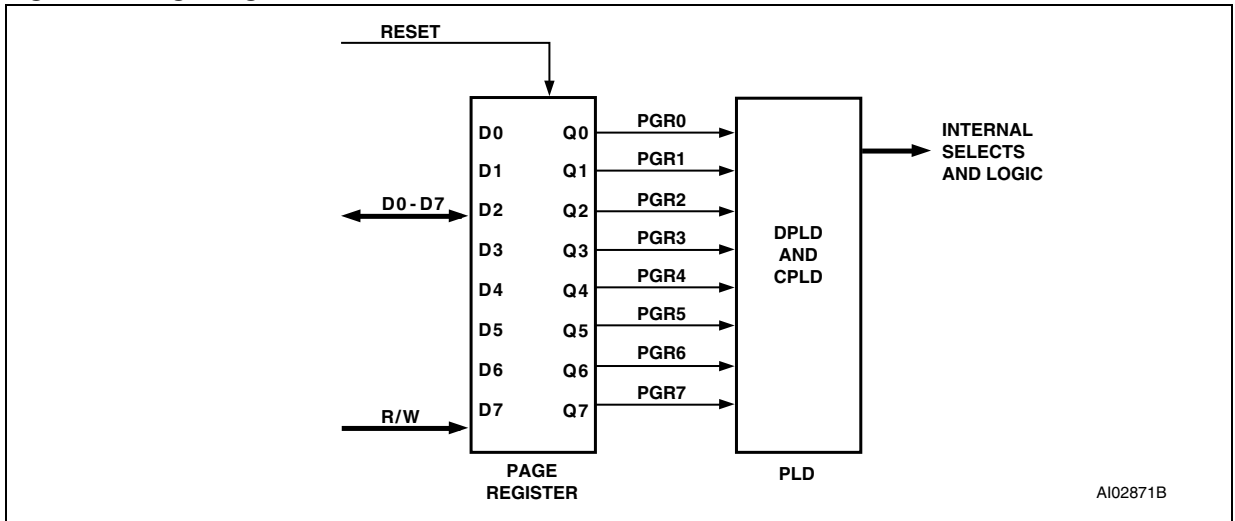 RESET
D0 Q0 PGR0
D1 Q1 PGR1
D0-D7 D2 Q2 PGR2
D3 Q3 PGR3
D4 Q4 PGR4
D5 Q5 PGR5
D6 Q6 PGR6
R/W D7 Q7 PGR7
PAGE
REGISTER
DPLD
AND
CPLD
PLD
INTERNAL
SELECTS
AND LOGIC
AI02871B